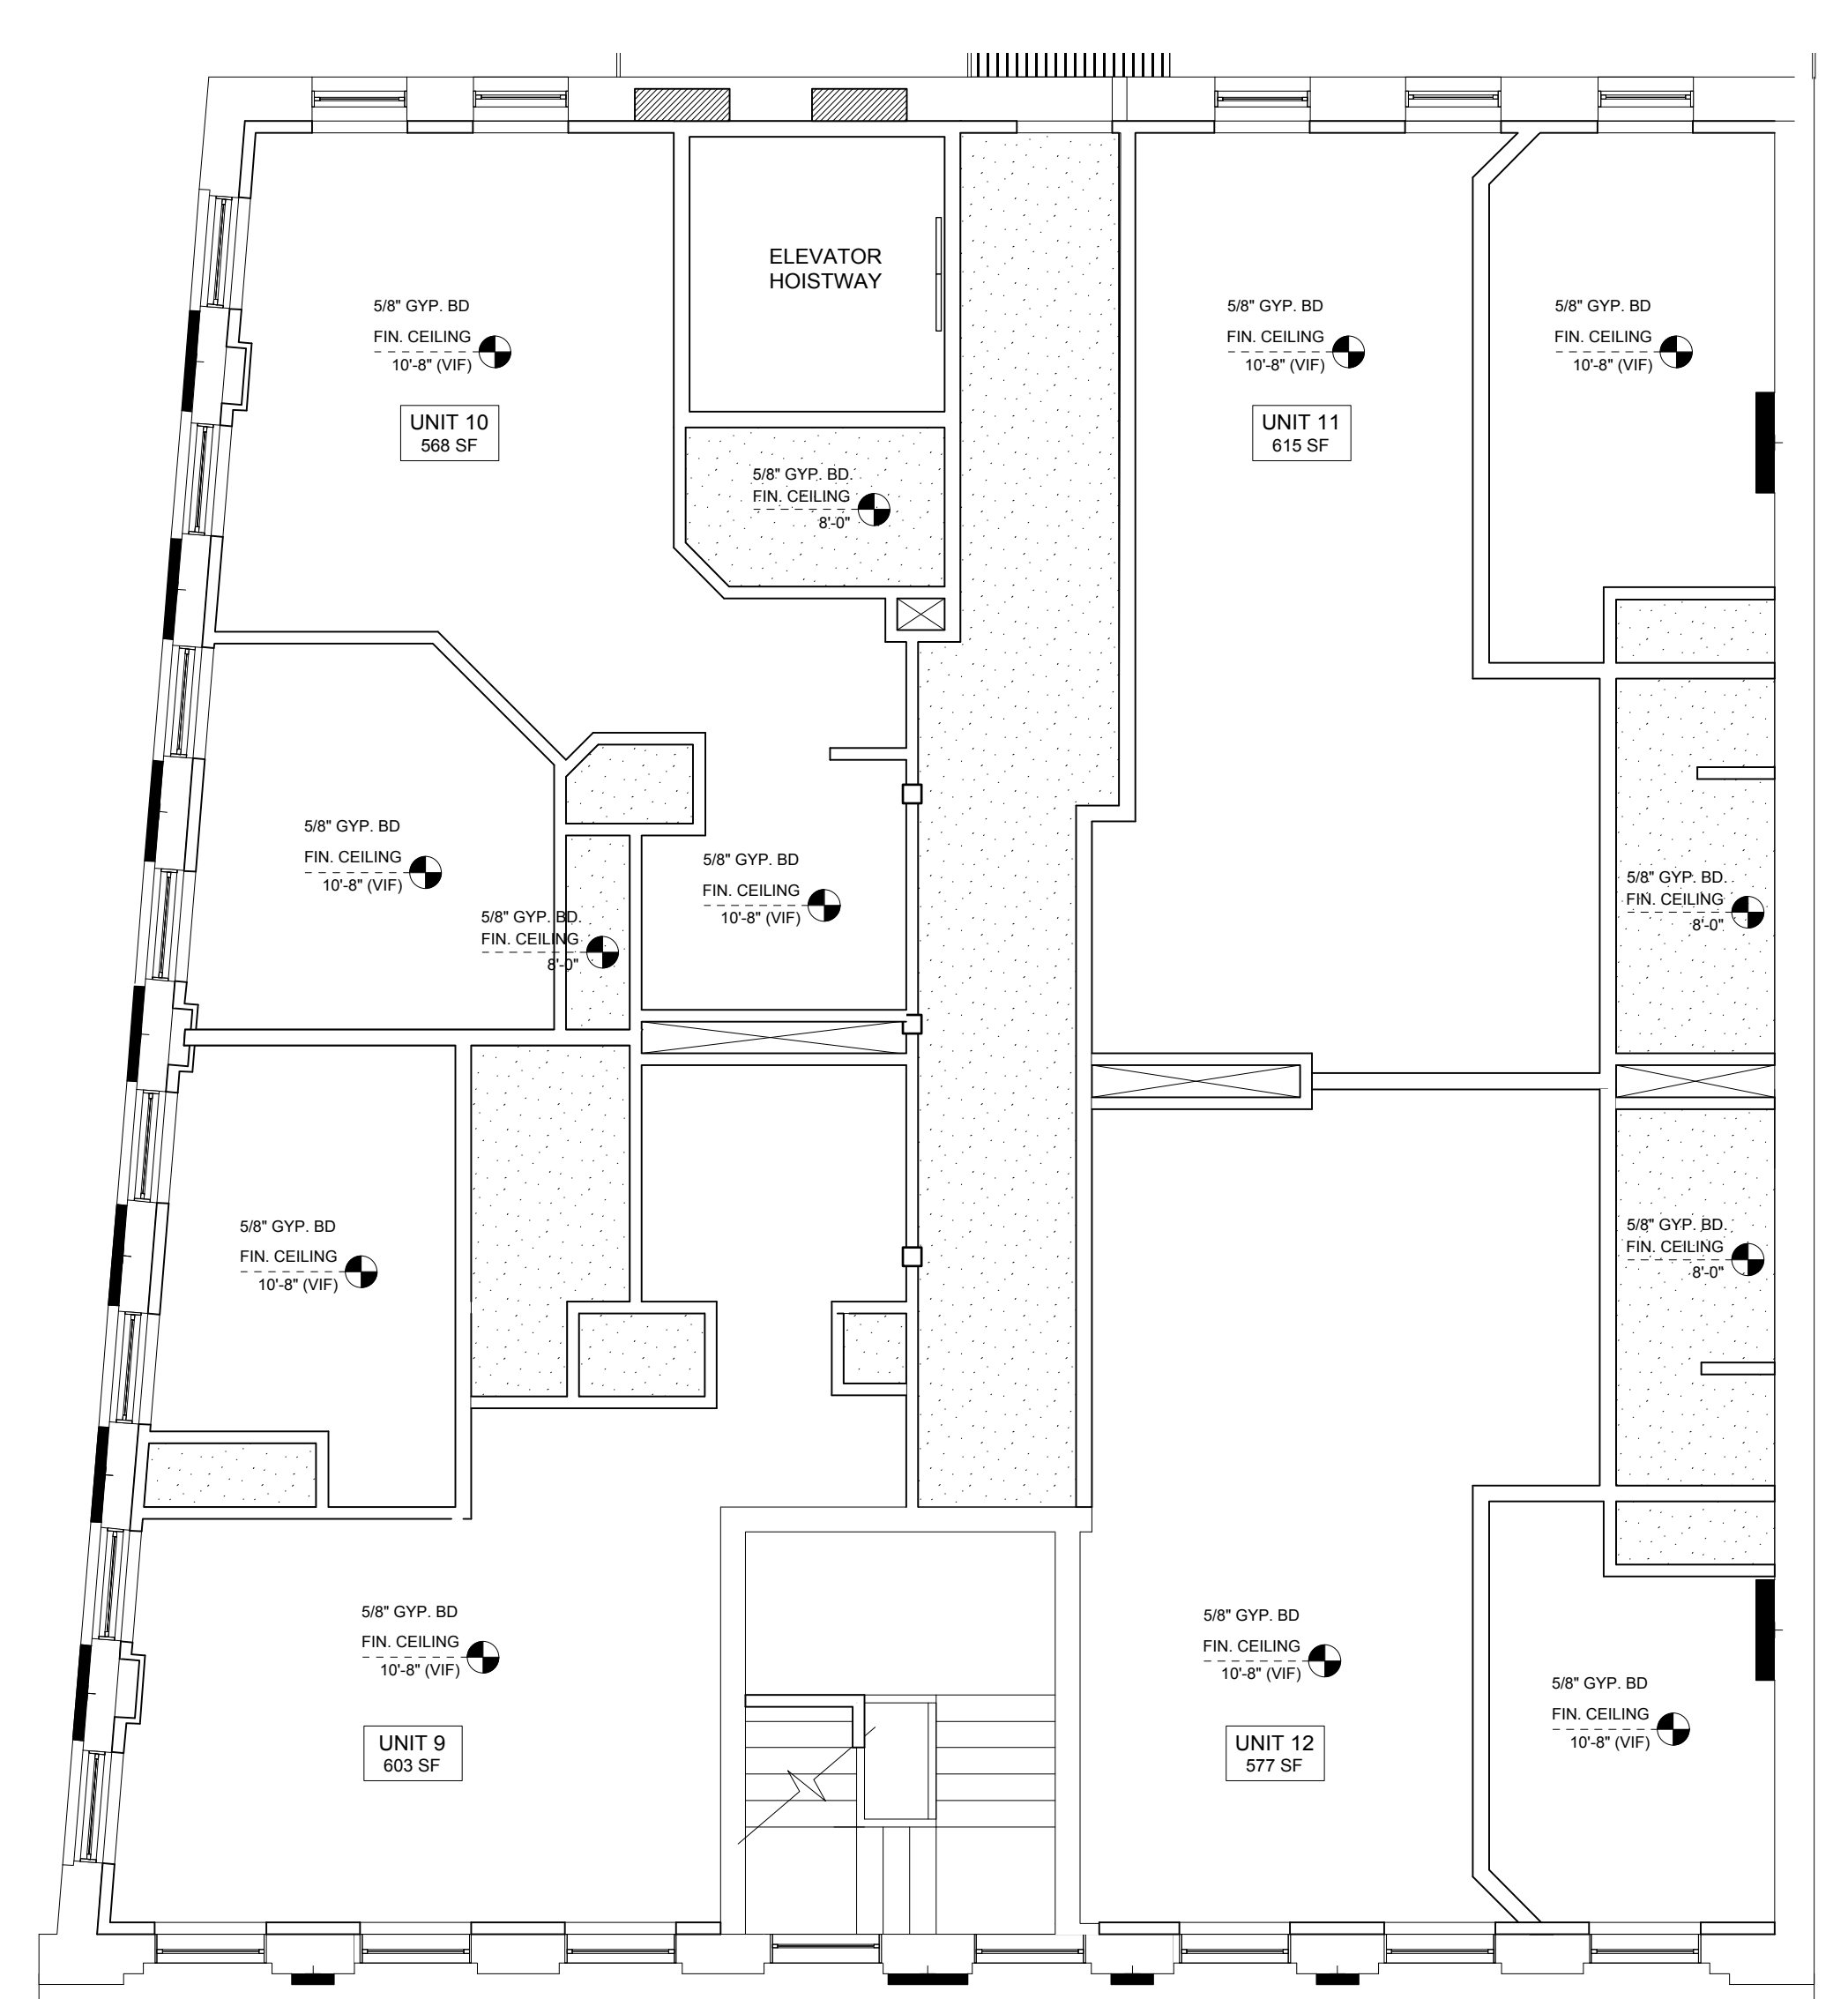 ELEVATOR
HOISTWAY
5/8" GYP. BD
FIN. CEILING
10'-8" (VIF)
UNIT 10
568 SF
5/8" GYP. BD
FIN. CEILING
10'-8" (VIF)
UNIT 11
615 SF
5/8" GYP. BD
FIN. CEILING
10'-8" (VIF)
5/8" GYP. BD.
FIN. CEILING
8'-0"
5/8" GYP. BD
FIN. CEILING
10'-8" (VIF)
5/8" GYP. BD.
FIN. CEILING
8'-0"
5/8" GYP. BD
FIN. CEILING
10'-8" (VIF)
5/8" GYP. BD.
FIN. CEILING
8'-0"
5/8" GYP. BD
FIN. CEILING
10'-8" (VIF)
5/8" GYP. BD.
FIN. CEILING
8'-0"
5/8" GYP. BD
FIN. CEILING
10'-8" (VIF)
UNIT 9
603 SF
5/8" GYP. BD
FIN. CEILING
10'-8" (VIF)
UNIT 12
577 SF
5/8" GYP. BD
FIN. CEILING
10'-8" (VIF)